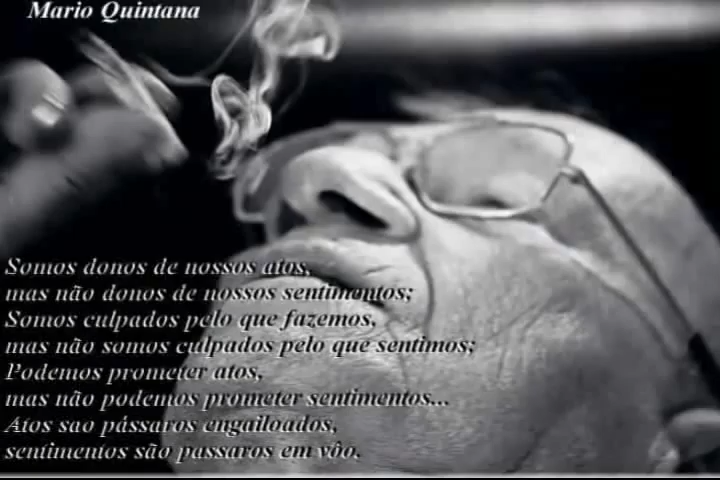 Mario Quintana
Somos donos de nossos atos,
mas não donos de nossos sentimentos;
Somos culpados pelo que fazemos,
mas não somos culpados pelo que sentimos;
Podemos prometer atos,
mas não podemos prometer sentimentos...
Atos sao pássaros engailoados,
sentimentos são passaros em vôo.